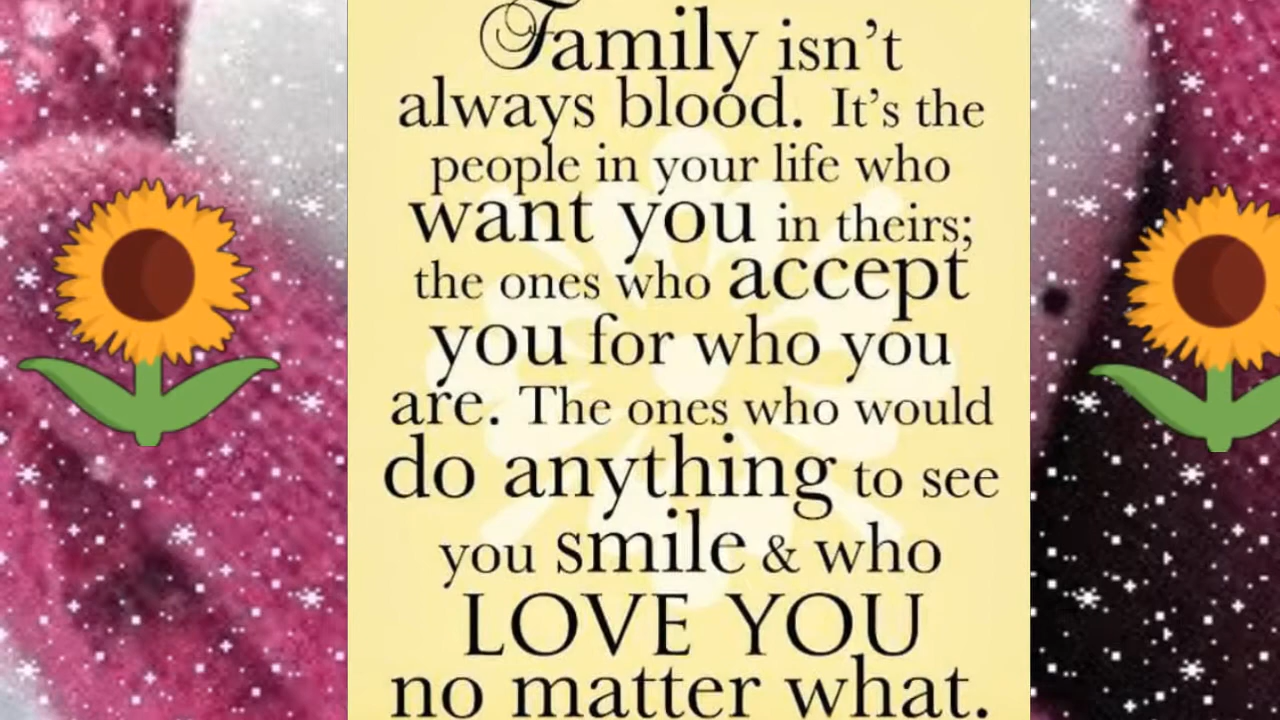 Family isn't
always blood. It's the
people in your life who
want you in theirs;
the ones who accept
you for who you
are. The ones who would
do anything to see
you smile & who
LOVE YOU
no matter what.